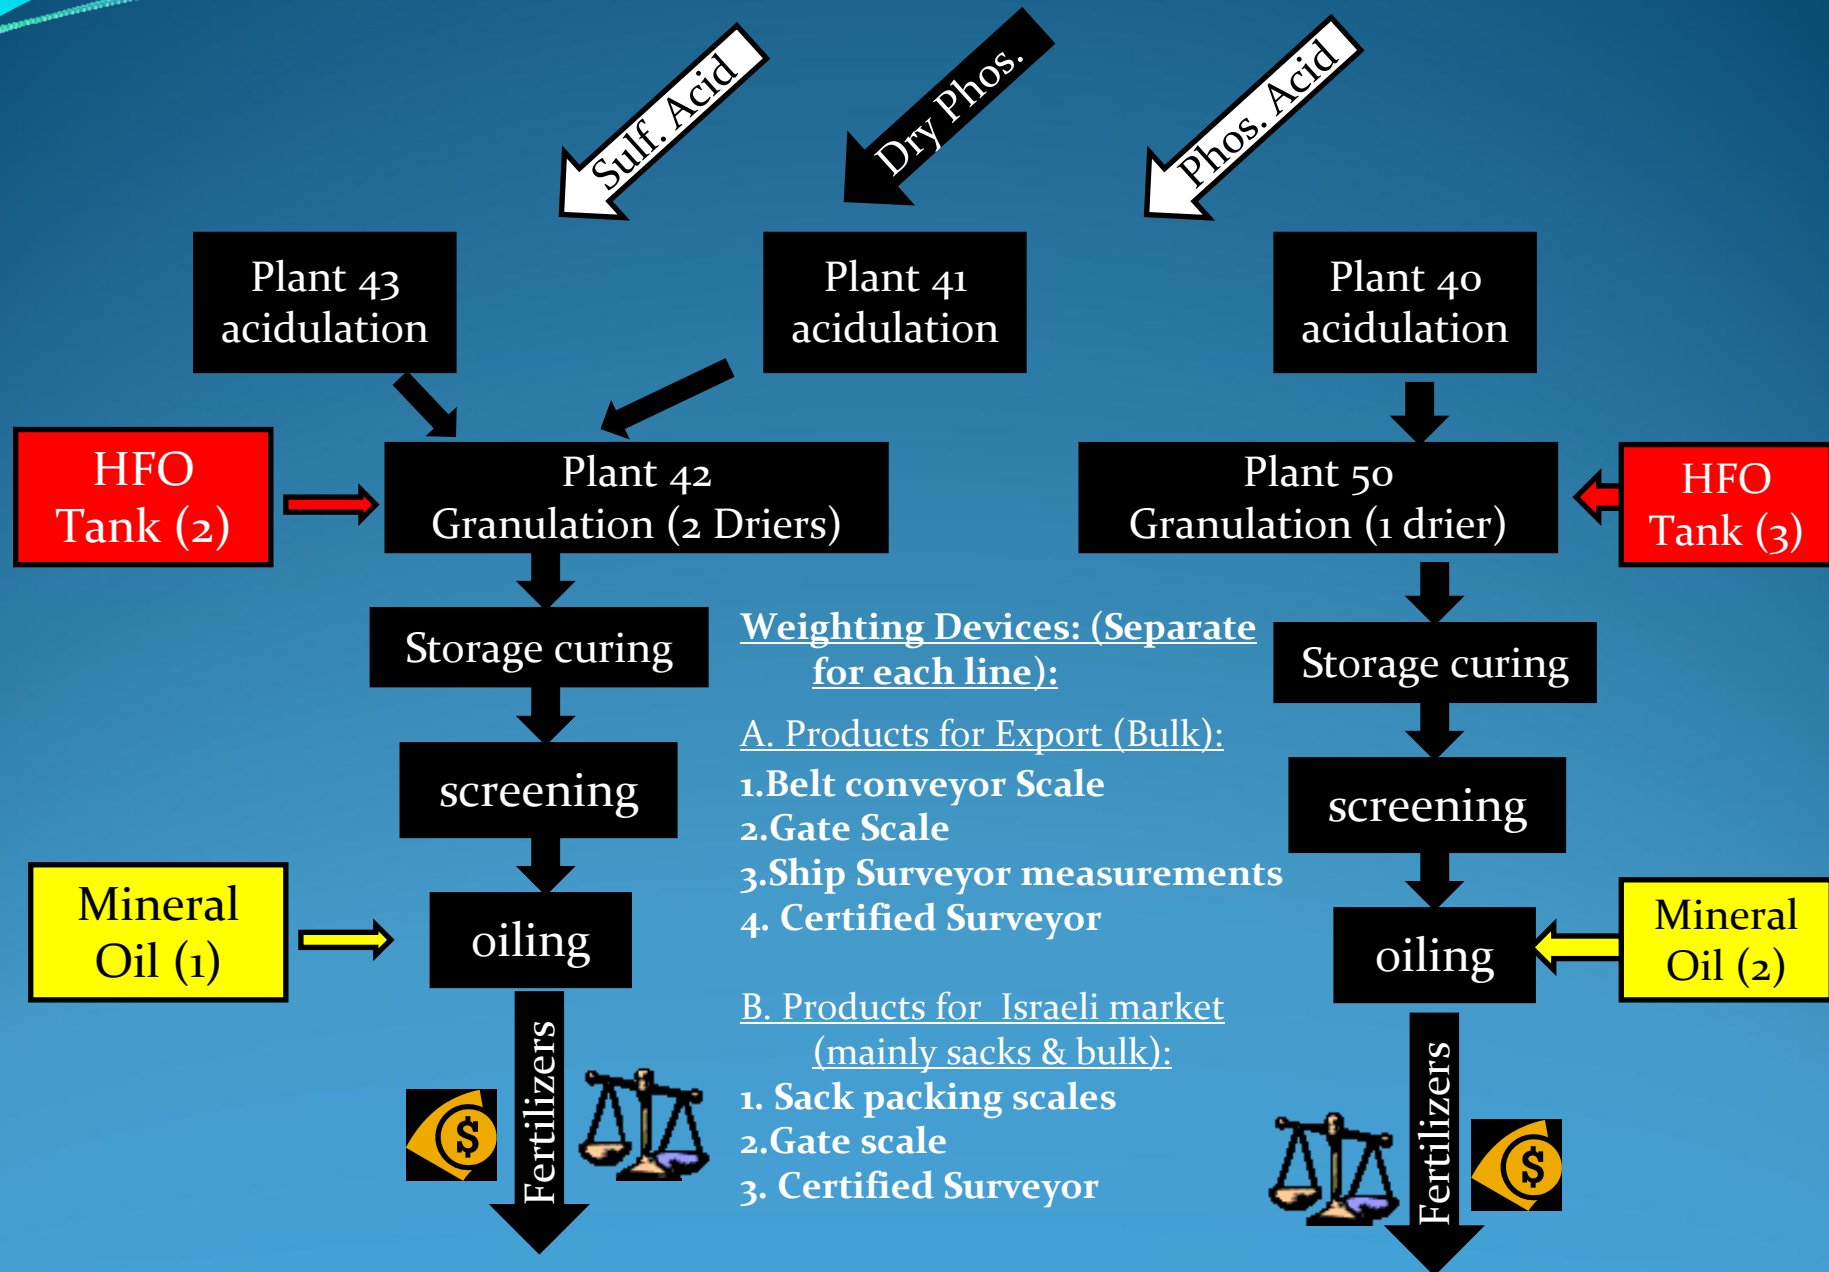 Sulf. Acid
Dry Phos.
Phos. Acid
Plant 43
acidulation
Plant 41
acidulation
Plant 40
acidulation
HFO
Tank (2)
Plant 42
Granulation (2 Driers)
Plant 50
Granulation (1 drier)
HFO
Tank (3)
Storage curing
Weighting Devices: (Separate
for each line):
Storage curing
A. Products for Export (Bulk):
screening
1.Belt conveyor Scale
2.Gate Scale
3.Ship Surveyor measurements
4. Certified Surveyor
screening
Mineral
Oil (1)
oiling
oiling
Mineral
Oil (2)
B. Products for  Israeli market
(mainly sacks & bulk):
1. Sack packing scales
2.Gate scale
3. Certified Surveyor
$
Fertilizers
Fertilizers
$